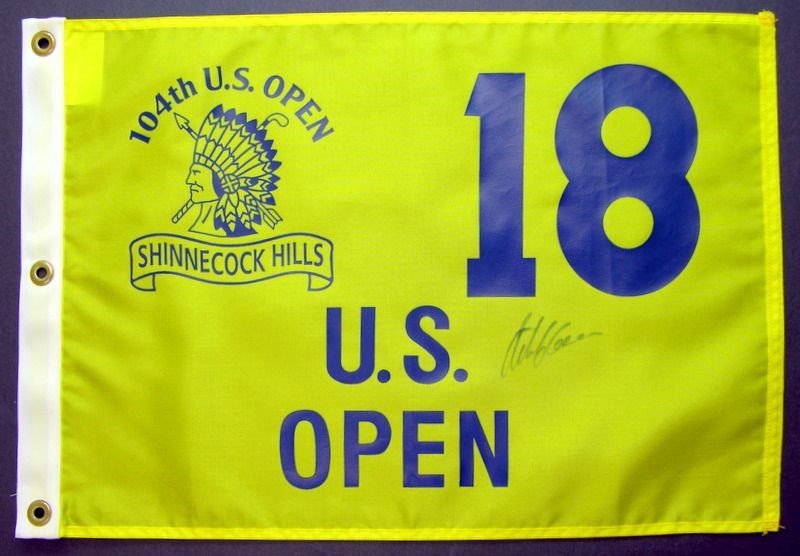 104th U.S. OPEN
SHINNECOCK HILLS
18
U.S.
OPEN